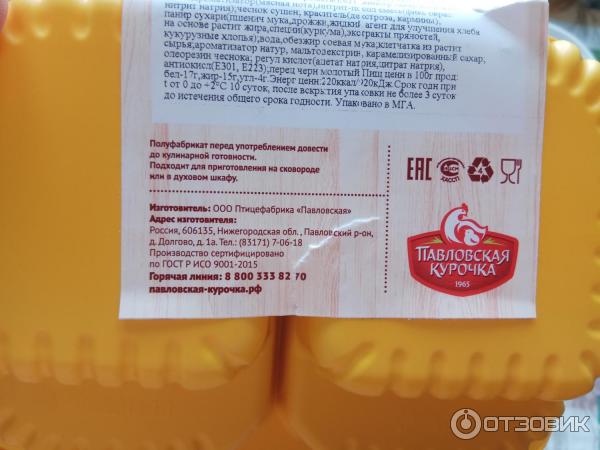 нитрит натрия),чеснок сушен, краситель(декстроза, кармины).
панир сухари(пшенич мука,дрожжи,жидкий агент для улучшения хлеба
на основе растит жира,специи(куркума),экстракты пряностей,
кукурузные хлопья),вода,обезжир соевая мука,клетчатка из растит
сырья,ароматизатор натур, мальтодекстрин, карамелизированный сахар,
олеорезин чеснока; регул кислот(ацетат натрия,цитрат натрия),
антиокисл(E301, E223),перец черн молотый Пищ ценн в 100г прод:
бел-17г,жир-15г,утл-4г.Энерг ценн:220ккал/920кДж Срок годн при
t от 0 до +2°C 10 суток, после вскрытия упаковки не более 3 суток
до истечения общего срока годности. Упаковано в МГА.
Полуфабрикат перед употреблением довести
до кулинарной готовности.
Подходит для приготовления на сковороде
или в духовом шкафу.
ЕАС
ХАССП
Изготовитель: ООО Птицефабрика «Павловская»
Адрес изготовителя:
Россия, 606135, Нижегородская обл., Павловский р-он,
д. Долгово, д. 1а. Тел.: (83171) 7-06-18
Производство сертифицировано
по ГОСТ Р ИСО 9001-2015
Горячая линия: 8 800 333 82 70
павловская-курочка.рф
ПАВЛОВСКАЯ
КУРОЧКА
1965
ОТЗОВИК